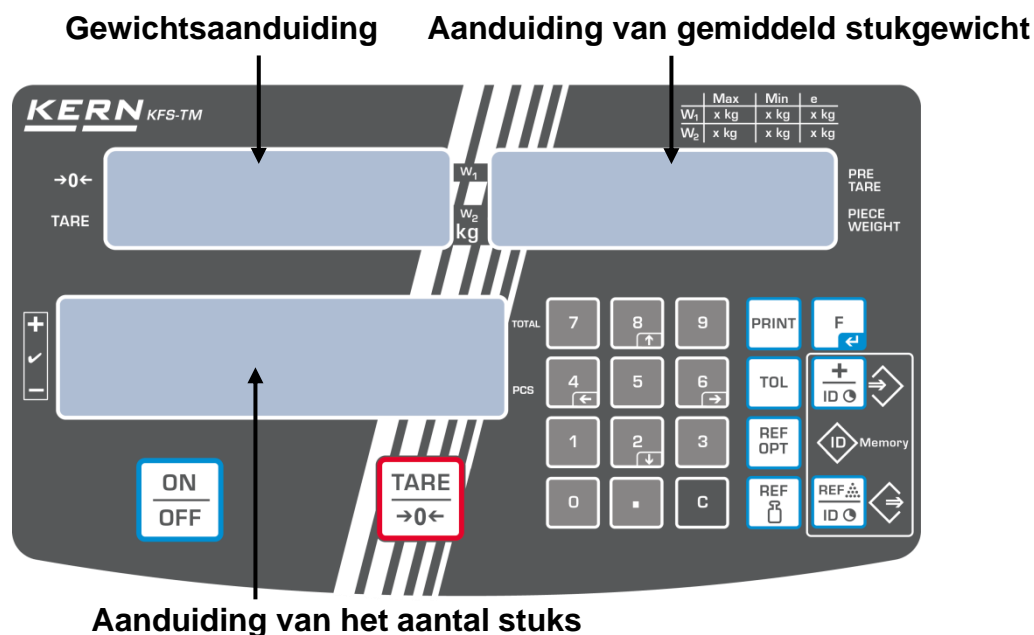 Gewichtsaanduiding
Aanduiding van gemiddeld stukgewicht
KERN KFS-TM
Max Min e
W1 x kg x kg x kg
W2 x kg x kg x kg
→0←
TARE
W1
W2
kg
PRE
TARE
PIECE
WEIGHT
+
✓
−
TOTAL
PCS
7 8 9 PRINT F
↑ ↵
4 5 6 TOL +
← → ID
1 2 3 REF
OPT
ID Memory
↓
0 . C REF
REF
ID
ON
OFF
TARE
→0←
Aanduiding van het aantal stuks